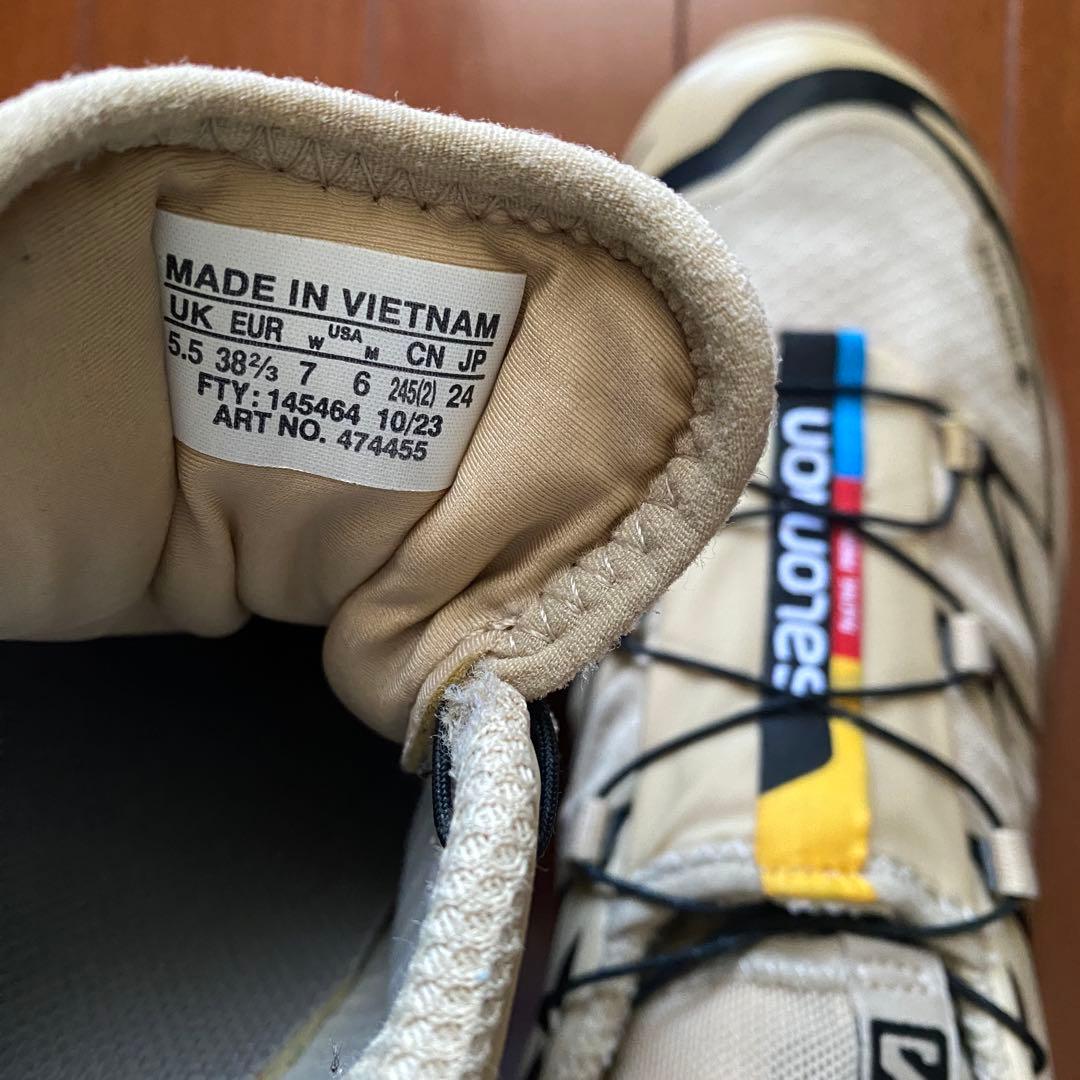 MADE IN VIETNAM
UK EUR W USA M CN JP
5.5 38⅔ 7 6 245(2) 24
FTY: 145464 10/23
ART NO. 474455
SALOMON